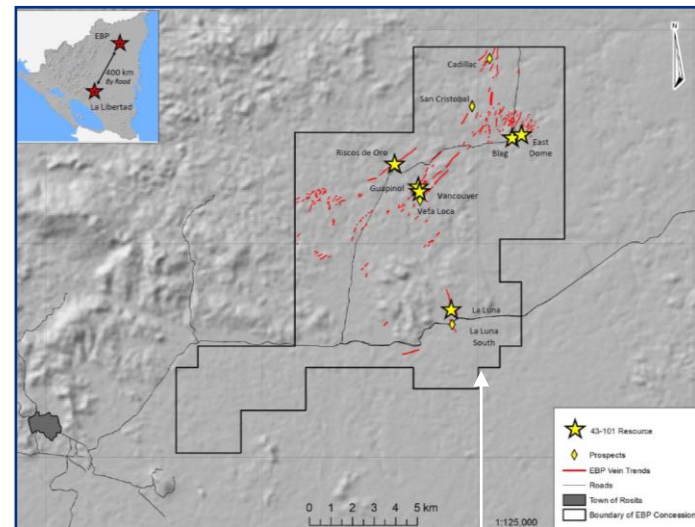 EBP
400 km
By Road
La Libertad
N
Cadillac
San Cristobal
Riscos de Oro
Blag
East
Dome
Guapinol
Vancouver
Veta Loca
La Luna
La Luna
South
43-101 Resource
Prospects
EBP Vein Trends
Roads
Town of Rosita
Boundary of EBP Concession
0 1 2 3 4 5 km
1:125,000